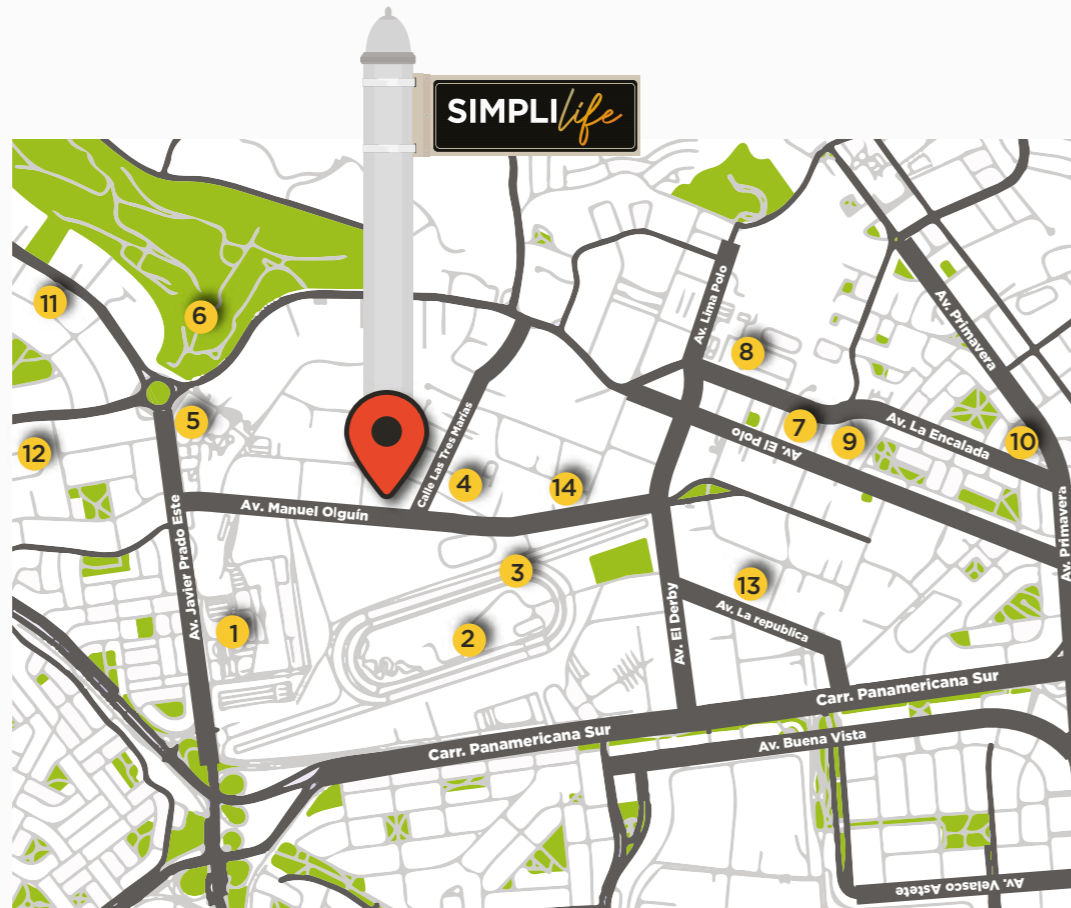 SIMPLIlife
11
6
Av. Lima Polo
Av. Primavera
8
5
12
Calle Las Tres Marías
7
9
Av. La Encalada
10
Av. El Polo
4
14
Av. Manuel Olguín
Av. Javier Prado Este
Av. Primavera
3
13
1
2
Av. El Derby
Av. La republica
Carr. Panamericana Sur
Carr. Panamericana Sur
Av. Buena Vista
Av. Velasco Astete